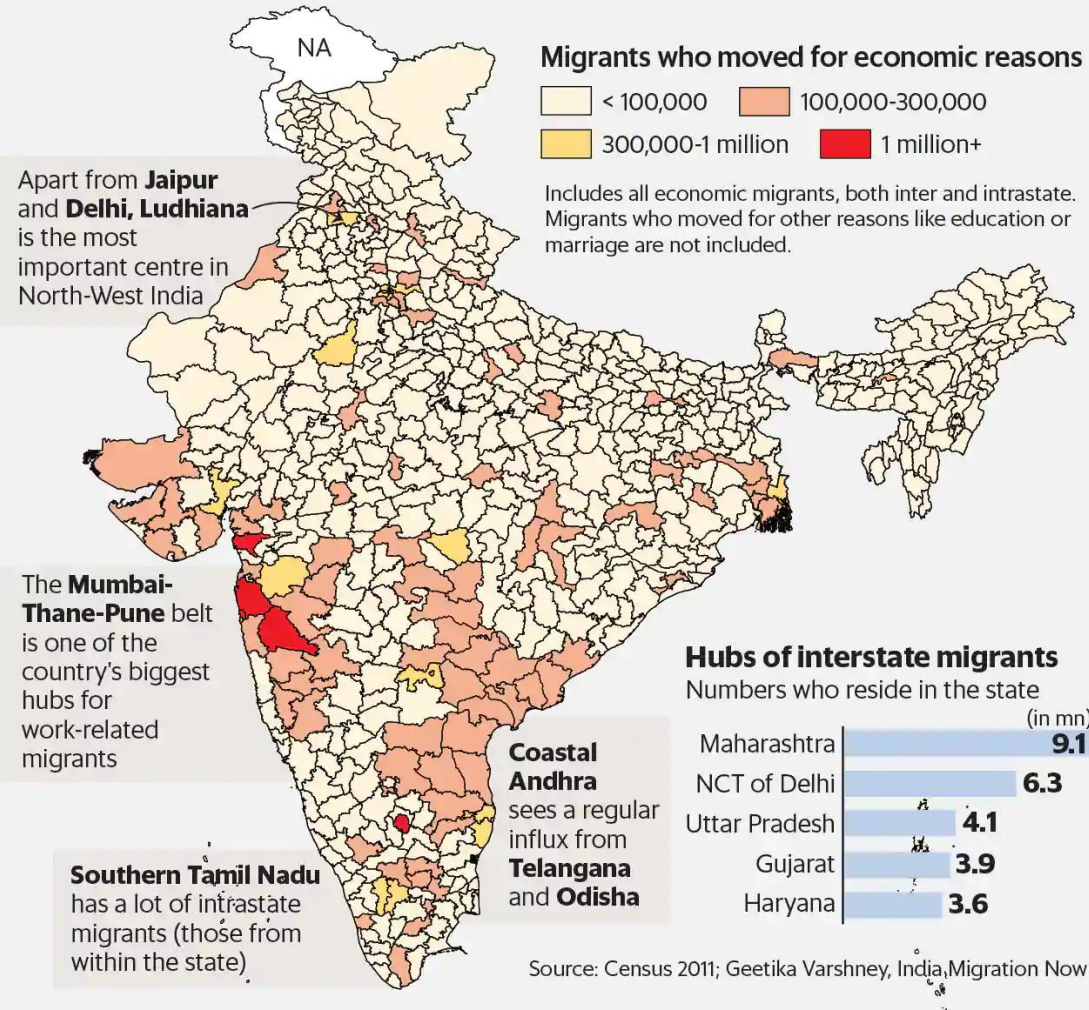 NA
Migrants who moved for economic reasons
< 100,000
100,000-300,000
300,000-1 million
1 million+
Includes all economic migrants, both inter and intrastate.
Migrants who moved for other reasons like education or
marriage are not included.
Apart from Jaipur
and Delhi, Ludhiana
is the most
important centre in
North-West India
The Mumbai-
Thane-Pune belt
is one of the
country's biggest
hubs for
work-related
migrants
Coastal
Andhra
sees a regular
influx from
Telangana
and Odisha
Southern Tamil Nadu
has a lot of intrastate
migrants (those from
within the state)
Hubs of interstate migrants
Numbers who reside in the state
(in mn)
Maharashtra 9.1
NCT of Delhi 6.3
Uttar Pradesh 4.1
Gujarat 3.9
Haryana 3.6
Source: Census 2011; Geetika Varshney, India Migration Now